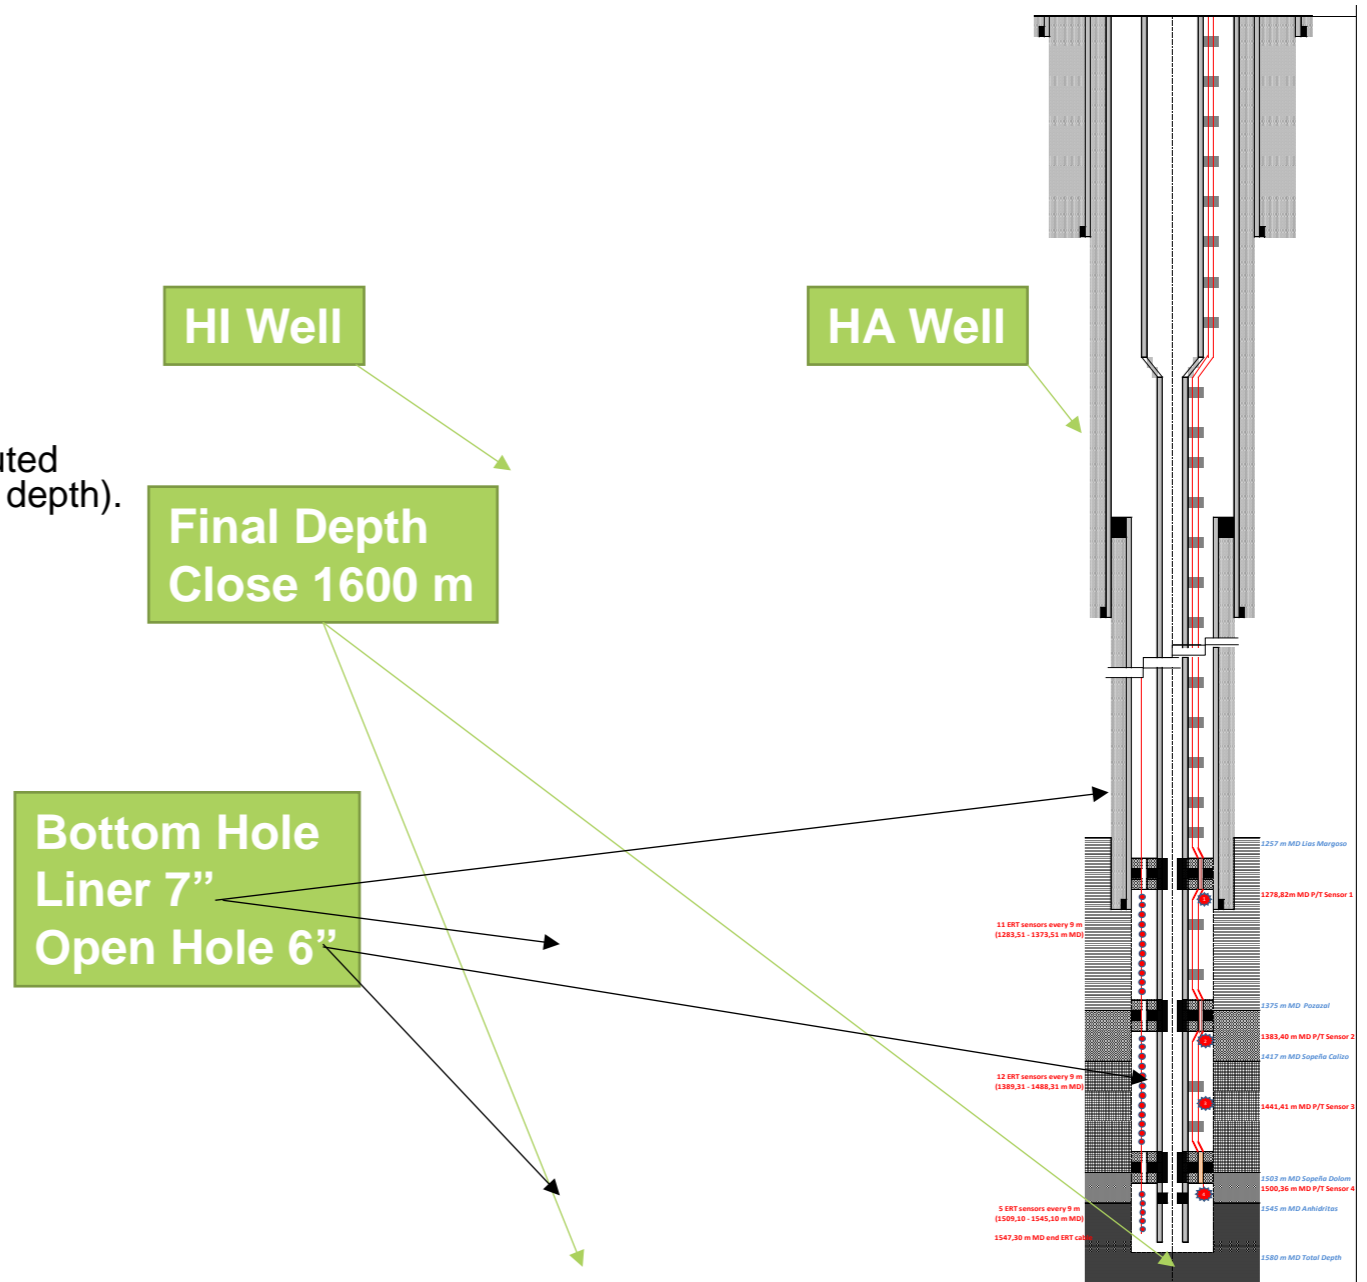 HI Well
HA Well
uted
depth).
Final Depth
Close 1600 m
Bottom Hole
Liner 7”
Open Hole 6”
1257 m MD Lias Margoso
1278,82m MD P/T Sensor 1
11 ERT sensors every 9 m
(1283,51 - 1373,51 m MD)
1375 m MD Pozazal
1383,40 m MD P/T Sensor 2
1417 m MD Sopeña Calizo
12 ERT sensors every 9 m
(1389,31 - 1488,31 m MD)
1441,41 m MD P/T Sensor 3
1503 m MD Sopeña Dolom
1500,36 m MD P/T Sensor 4
5 ERT sensors every 9 m
(1509,10 - 1545,10 m MD)
1545 m MD Anhidritas
1547,30 m MD end ERT cable
1580 m MD Total Depth